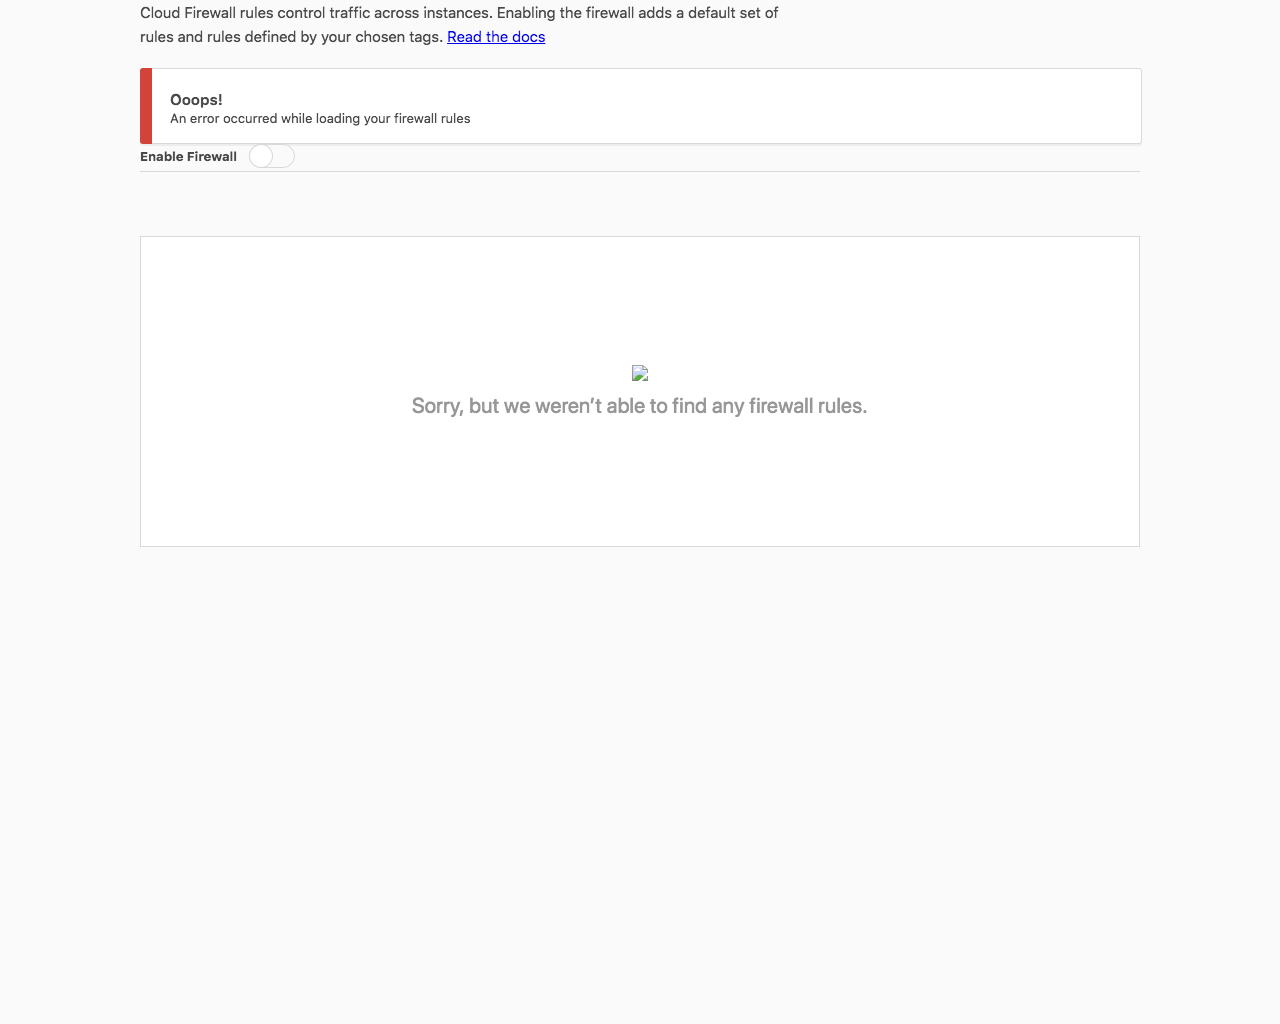 Cloud Firewall rules control traffic across instances. Enabling the firewall adds a default set of
rules and rules defined by your chosen tags. Read the docs
Ooops!
An error occurred while loading your firewall rules
Enable Firewall
Sorry, but we weren’t able to find any firewall rules.